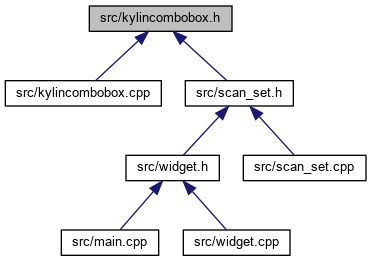 src/kylincombobox.h
src/kylincombobox.cpp
src/scan_set.h
src/widget.h
src/scan_set.cpp
src/main.cpp
src/widget.cpp